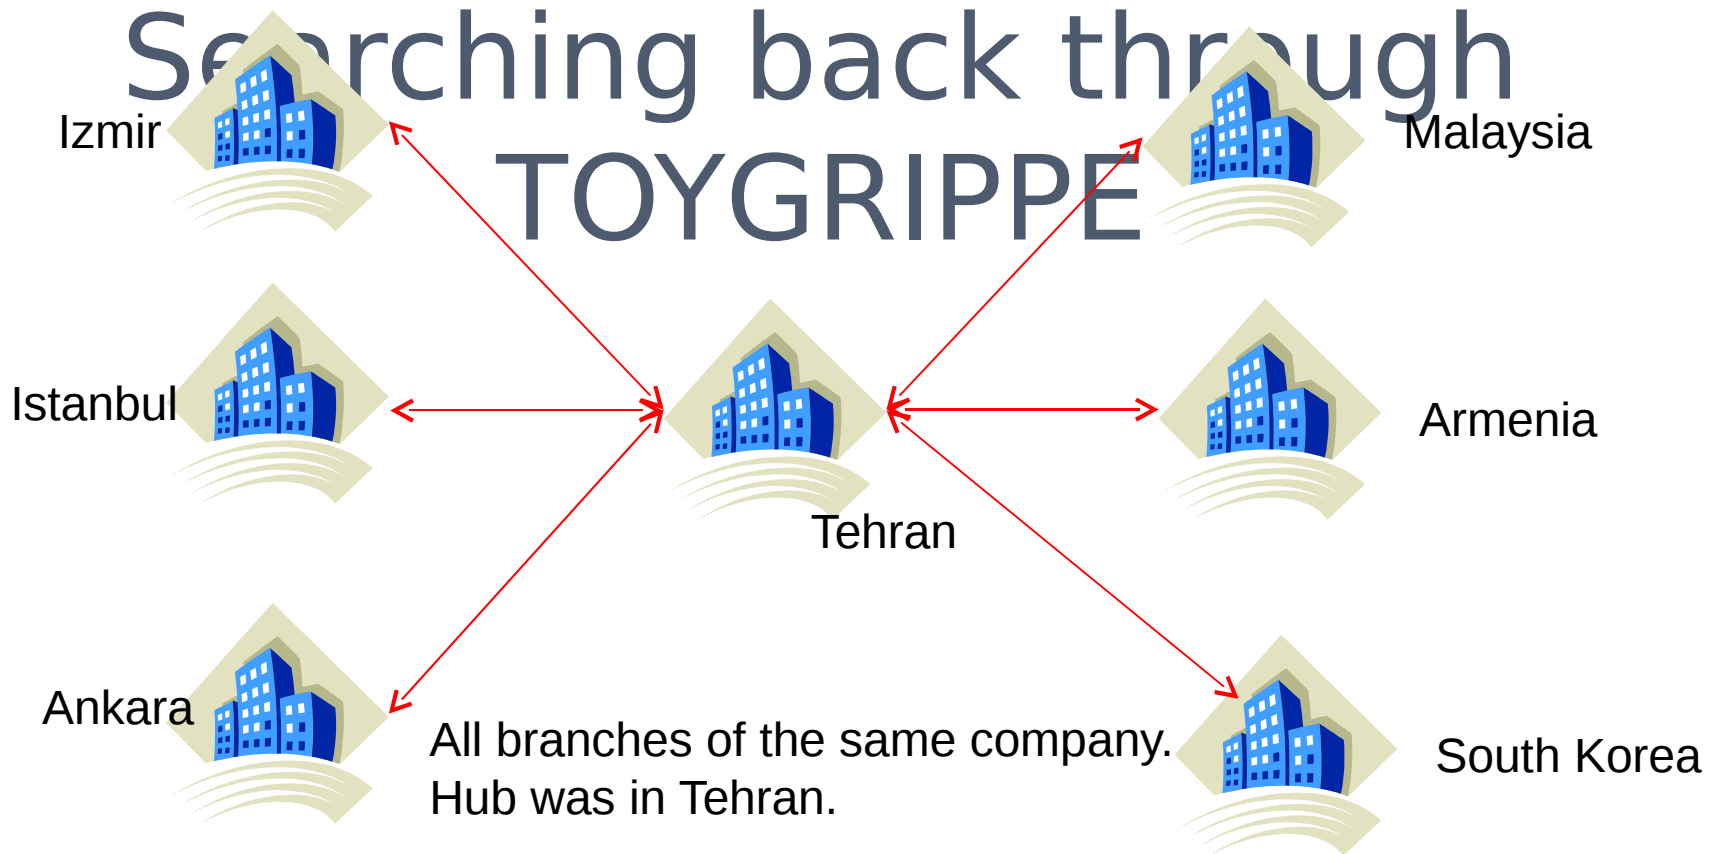 Searching back through
TOYGRIPPE
Izmir
Malaysia
Istanbul
Armenia
Tehran
Ankara
All branches of the same company.
Hub was in Tehran.
South Korea